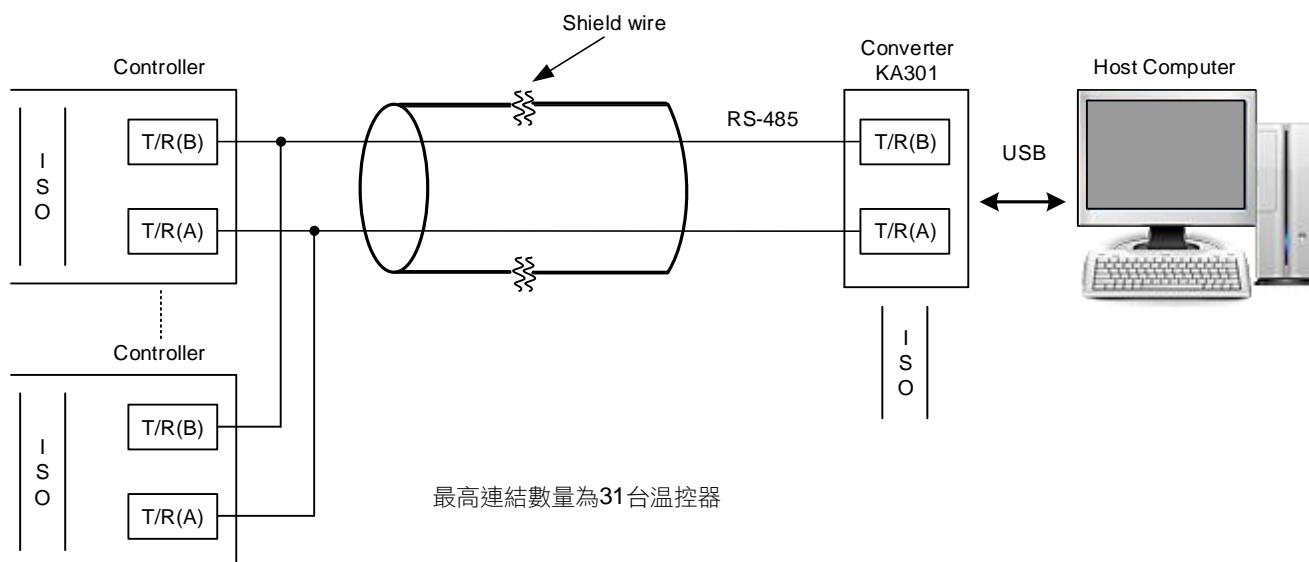 Shield wire
Controller
Converter
KA301
Host Computer
I
S
O
T/R(B)
T/R(A)
RS-485
T/R(B)
T/R(A)
USB
I
S
O
Controller
I
S
O
T/R(B)
T/R(A)
最高連結數量為31台温控器